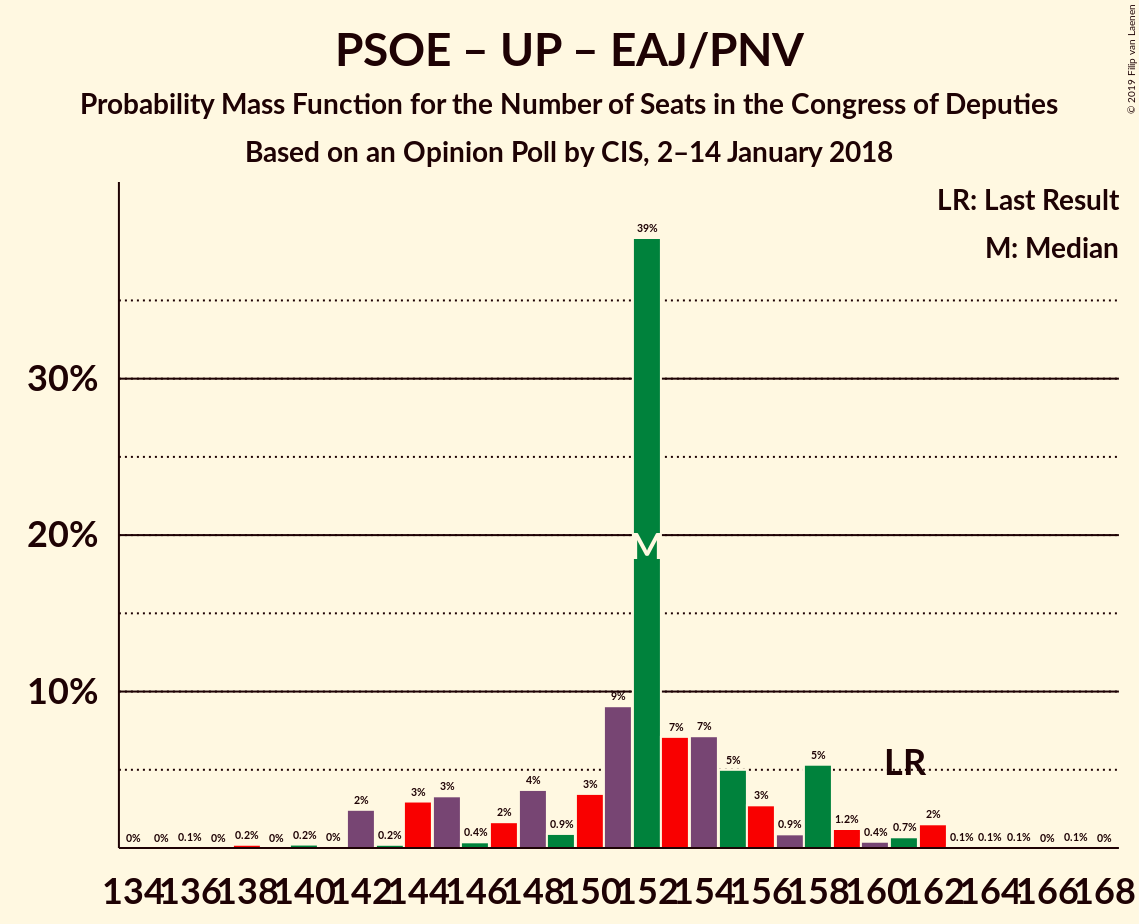 PSOE – UP – EAJ/PNV
Probability Mass Function for the Number of Seats in the Congress of Deputies
Based on an Opinion Poll by CIS, 2–14 January 2018
© 2019 Filip van Laenen
LR: Last Result
M: Median
39%
30%
20%
M
10%
9%
7% 7%
LR
5% 5%
4%
3% 3% 3% 3%
2% 2% 2%
0% 0% 0.1% 0% 0.2% 0% 0.2% 0% 0.2% 0.4% 0.9% 0.9% 1.2% 0.4% 0.7% 0.1% 0.1% 0.1% 0% 0.1% 0%
134 136 138 140 142 144 146 148 150 152 154 156 158 160 162 164 166 168